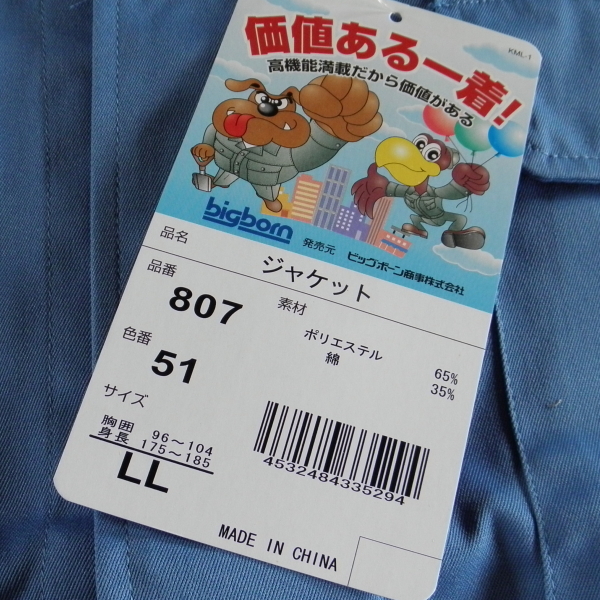 KML-1
価値ある一着!
高機能満載だから価値がある
bigborn
発売元 ビッグボーン商事株式会社
品名
ジャケット
品番
807
素材
ポリエステル 65%
綿 35%
色番
51
サイズ
胸囲 96～104
身長 175～185
LL
4532484335294
MADE IN CHINA